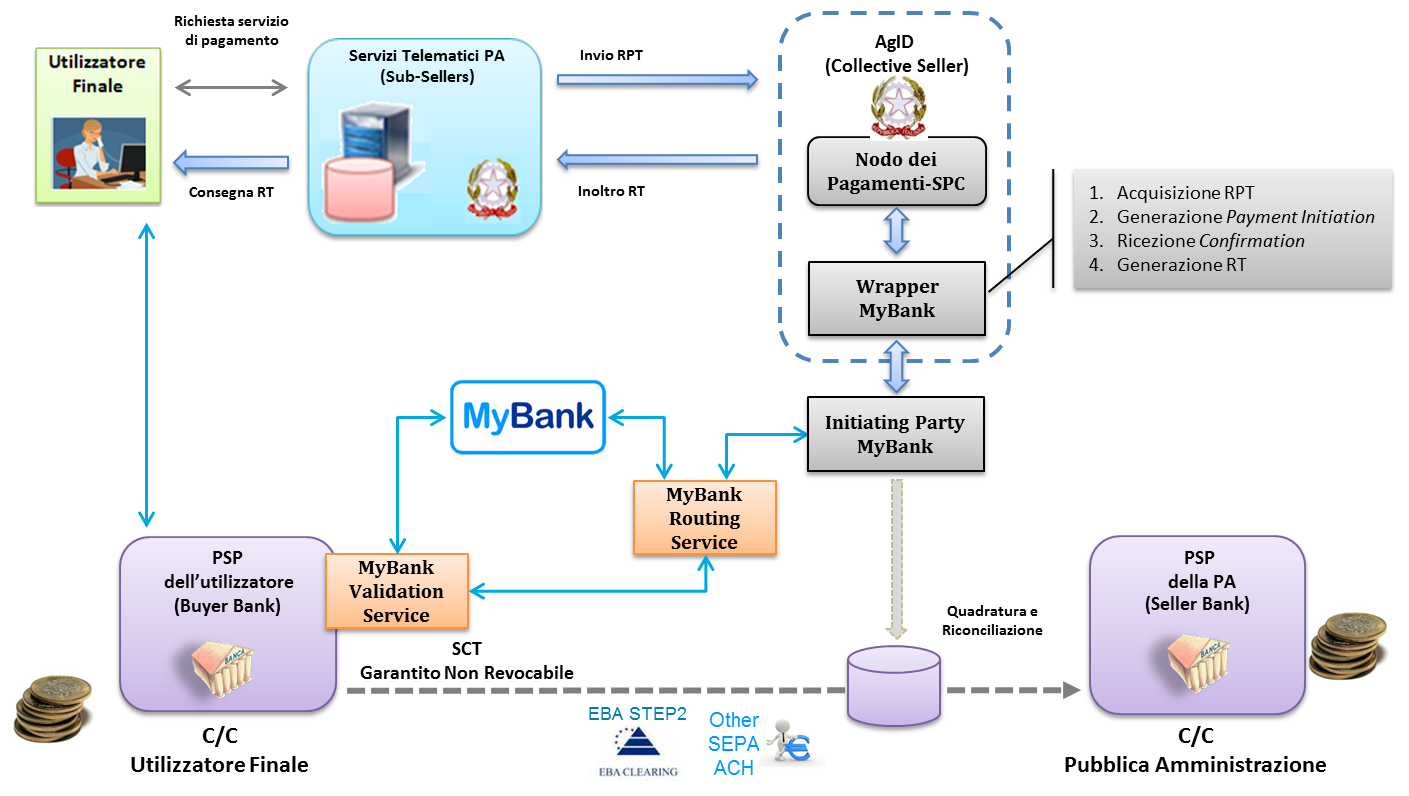 Richiesta servizio
di pagamento
Utilizzatore
Finale
Servizi Telematici PA
(Sub-Sellers)
Invio RPT
AgID
(Collective Seller)
REPVBBLICA ITALIANA
Nodo dei
Pagamenti-SPC
Consegna RT
Inoltro RT
1. Acquisizione RPT
2. Generazione Payment Initiation
3. Ricezione Confirmation
4. Generazione RT
Wrapper
MyBank
MyBank
Initiating Party
MyBank
MyBank
Routing
Service
PSP
dell’utilizzatore
(Buyer Bank)
MyBank
Validation
Service
PSP
della PA
(Seller Bank)
BANCA
BANCA
Quadratura e
Riconciliazione
SCT
Garantito Non Revocabile
EBA STEP2
EBA CLEARING
Other
SEPA
ACH
€
C/C
Utilizzatore Finale
C/C
Pubblica Amministrazione